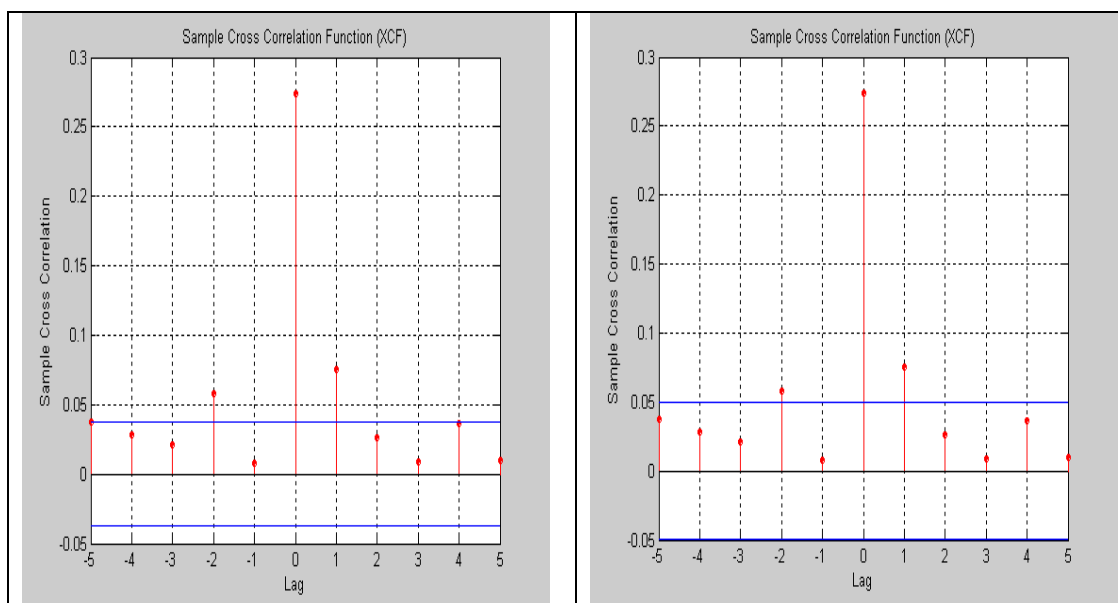 Sample Cross Correlation Function (XCF)
0.3
0.25
0.2
0.15
0.1
0.05
0
-0.05
Sample Cross Correlation
-5 -4 -3 -2 -1 0 1 2 3 4 5
Lag
Sample Cross Correlation Function (XCF)
0.3
0.25
0.2
0.15
0.1
0.05
0
-0.05
Sample Cross Correlation
-5 -4 -3 -2 -1 0 1 2 3 4 5
Lag